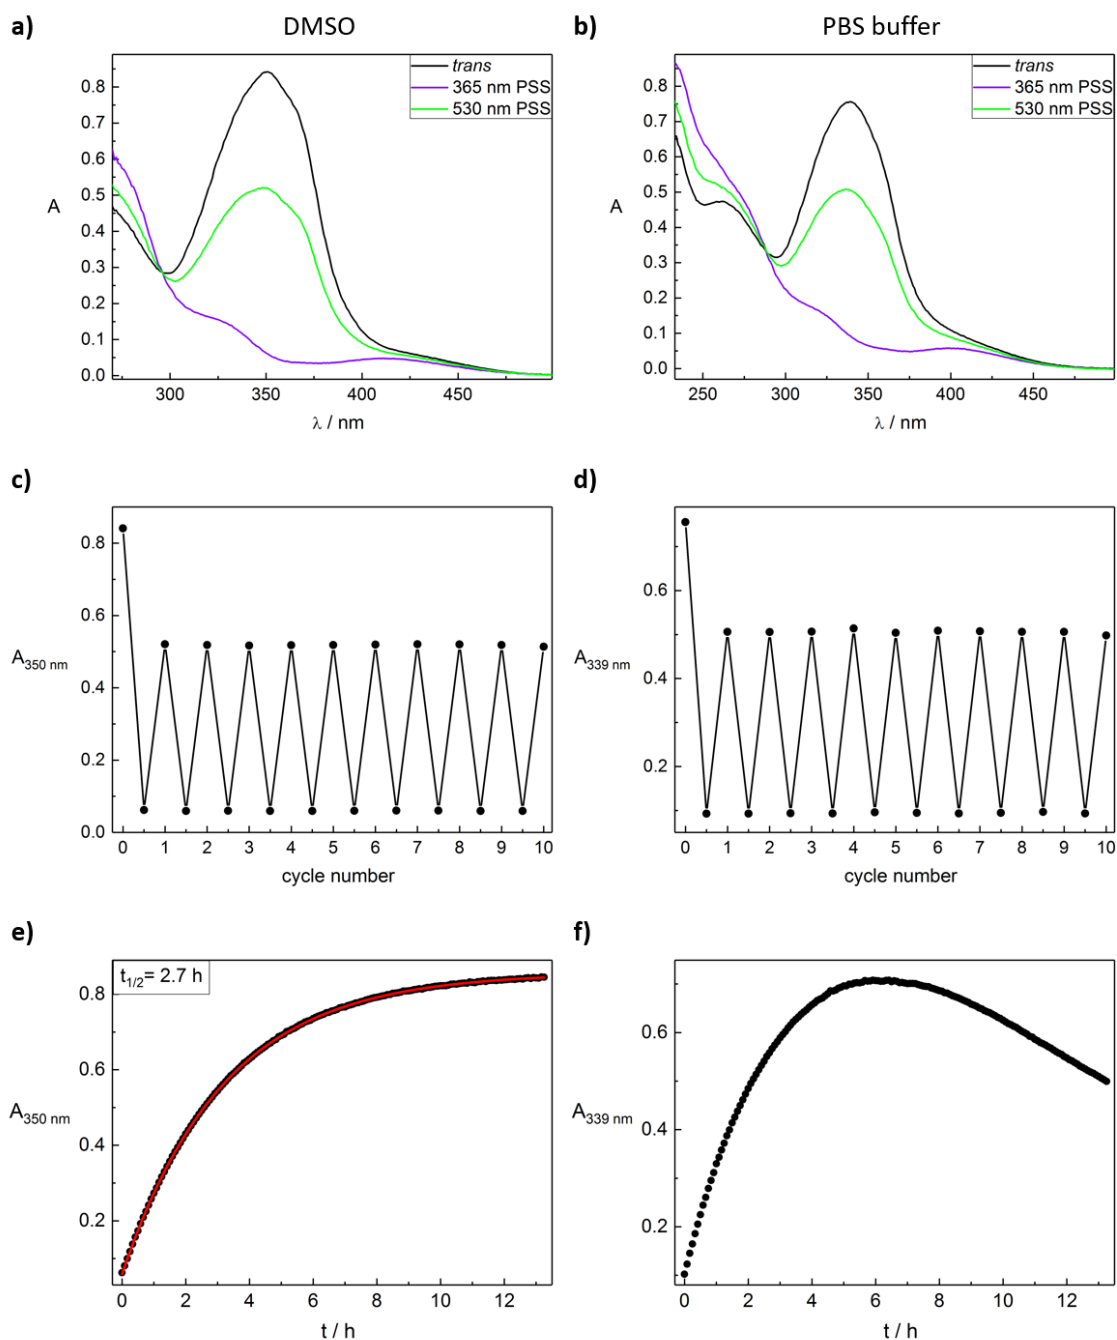 a)
DMSO
b)
PBS buffer
trans
365 nm PSS
530 nm PSS
0.8
0.7
0.6
0.5
A
0.4
0.3
0.2
0.1
0.0
300
350
400
450
λ / nm
trans
365 nm PSS
530 nm PSS
0.8
0.7
0.6
0.5
A
0.4
0.3
0.2
0.1
0.0
250
300
350
400
450
λ / nm
c)
d)
0.8
0.6
A350 nm
0.4
0.2
0.0
0 1 2 3 4 5 6 7 8 9 10
cycle number
0.6
A339 nm
0.4
0.2
0 1 2 3 4 5 6 7 8 9 10
cycle number
e)
f)
t1/2= 2.7 h
0.8
0.6
A350 nm
0.4
0.2
0 2 4 6 8 10 12
t / h
0.6
A339 nm
0.4
0.2
0 2 4 6 8 10 12
t / h